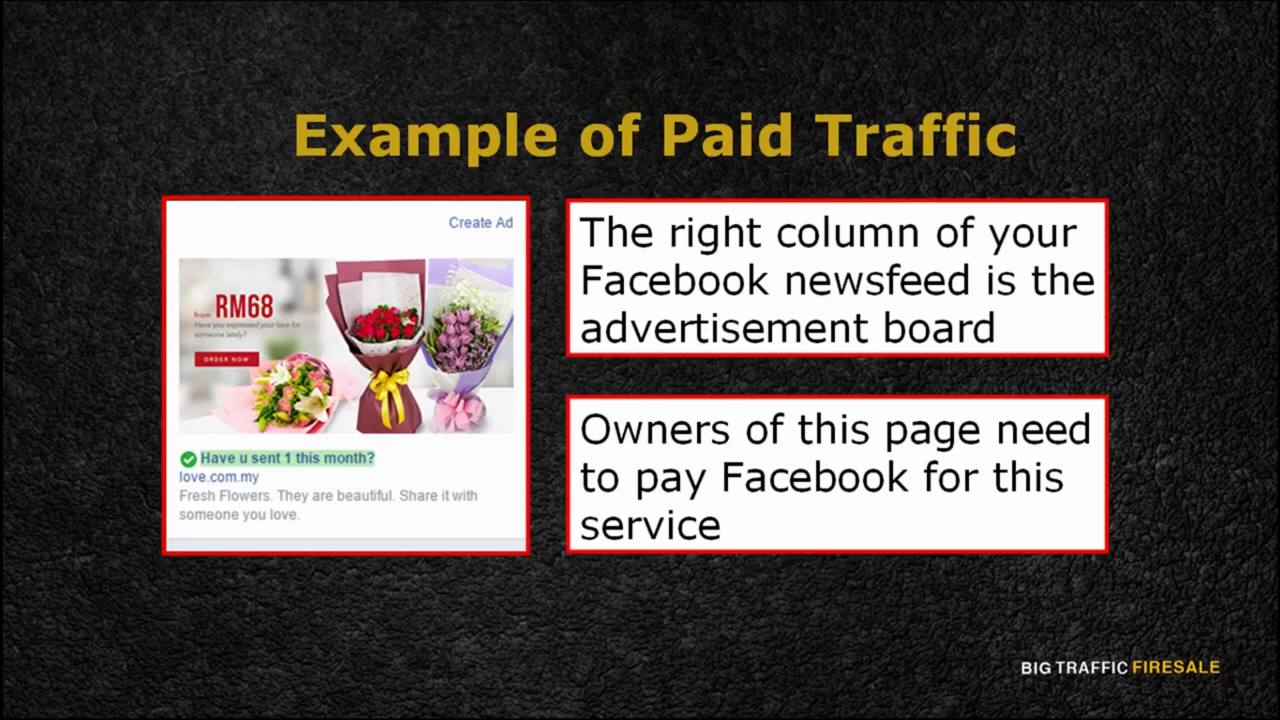 Example of Paid Traffic
Create Ad
from RM68
Have you expressed your love for
someone lately?
ORDER NOW
Have u sent 1 this month?
love.com.my
Fresh Flowers. They are beautiful. Share it with
someone you love.
The right column of your
Facebook newsfeed is the
advertisement board
Owners of this page need
to pay Facebook for this
service
BIG TRAFFIC FIRESALE